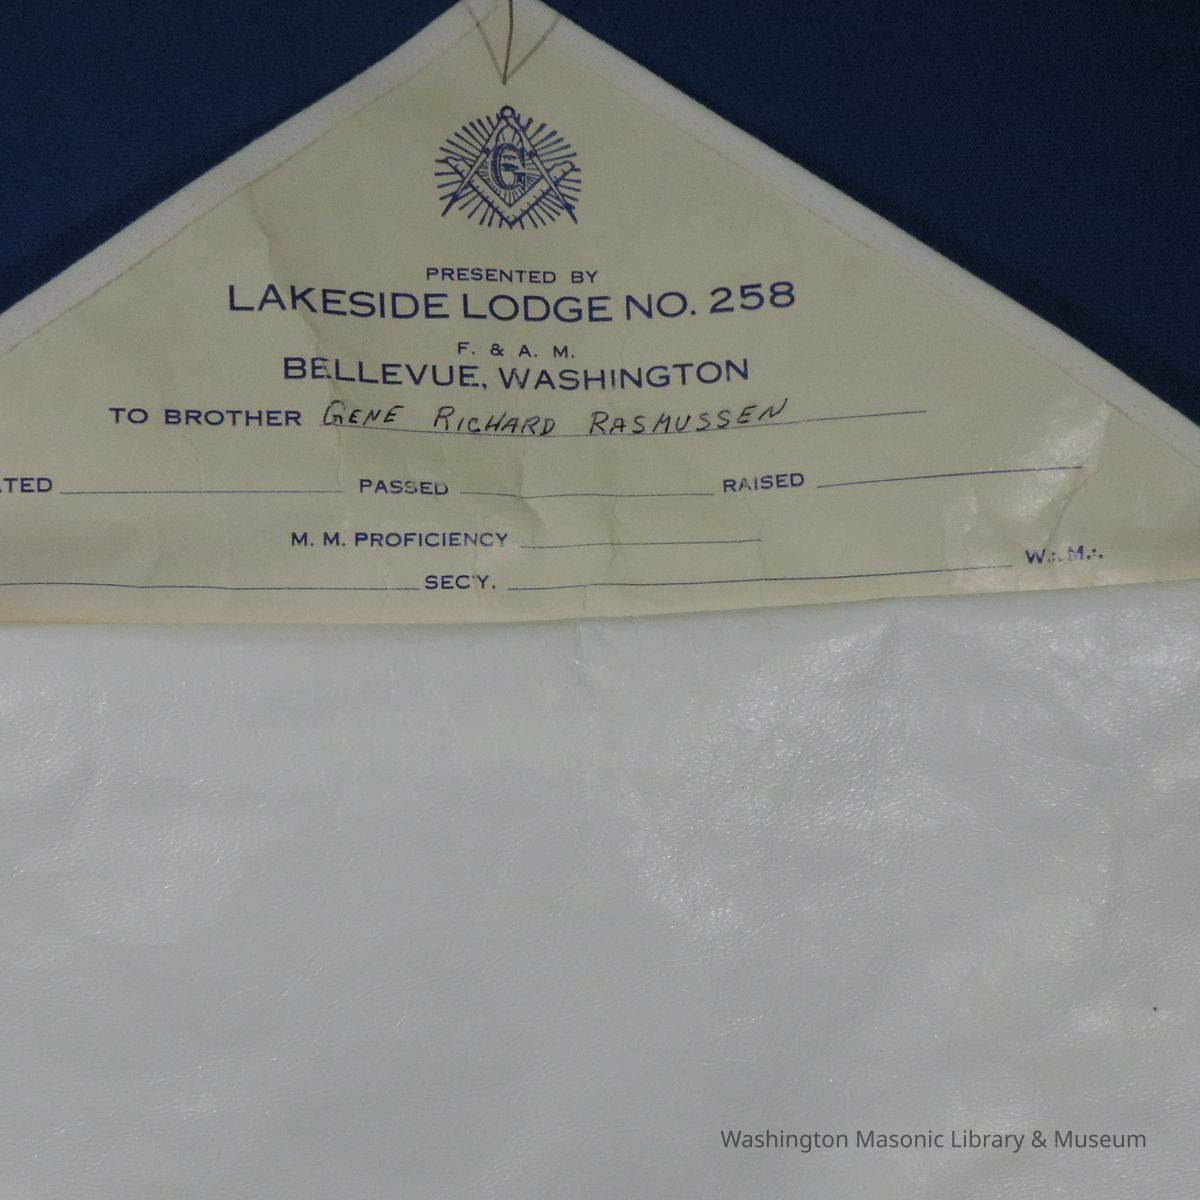 G
PRESENTED BY
LAKESIDE LODGE NO. 258
F. & A. M.
BELLEVUE, WASHINGTON
TO BROTHER GENE RICHARD RASMUSSEN
ATED PASSED RAISED
M. M. PROFICIENCY
W∴ M∴
SEC'Y.
Washington Masonic Library & Museum